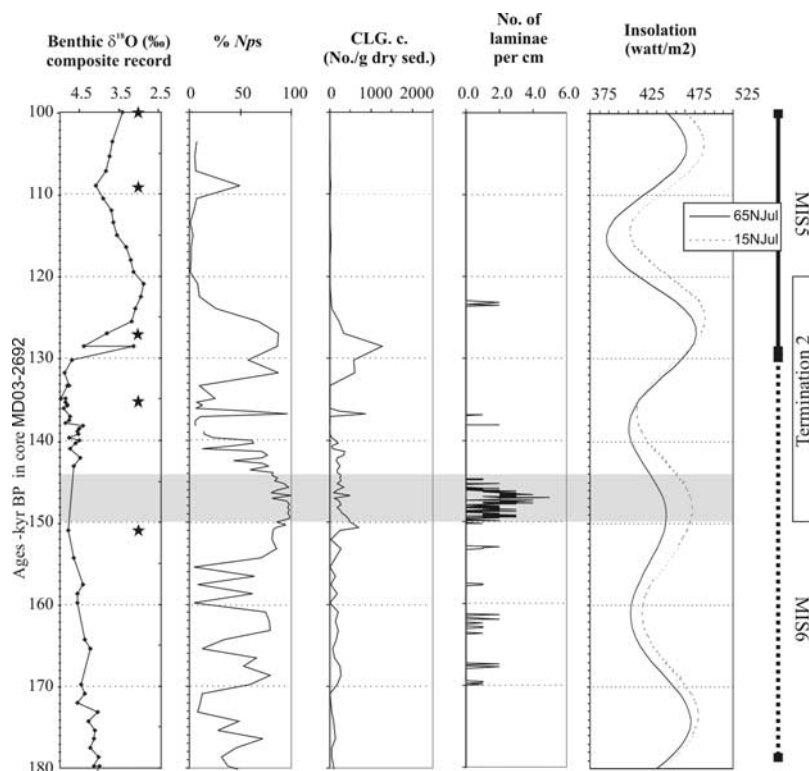 Benthic δ¹⁸O (‰)
composite record
% Nps
CLG. c.
(No./g dry sed.)
No. of
laminae
per cm
Insolation
(watt/m2)
4.5 3.5 2.5
0 50 100
0 1000 2000
0.0 2.0 4.0 6.0
375 425 475 525
Ages -kyr BP in core MD03-2692
100
110
120
130
140
150
160
170
180
65NJul
15NJul
MIS5
Termination 2
MIS6